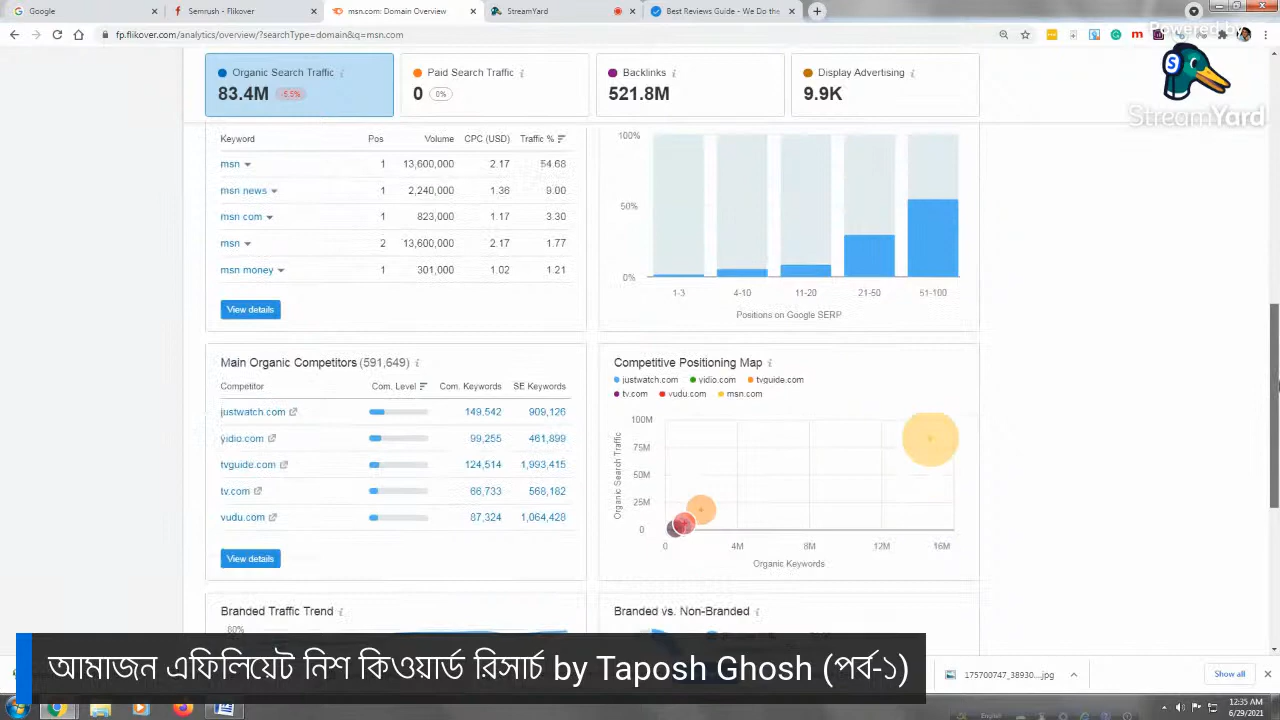 Google
Semrush - Flikover
msn.com: Domain Overview
StreamYard
Best Reviews Guide - We Do the
fp.flikover.com/analytics/overview/?searchType=domain&q=msn.com
Powered by
StreamYard
Organic Search Traffic
83.4M -5.5%
Paid Search Traffic
0 0%
Backlinks
521.8M
Display Advertising
9.9K
Keyword Pos Volume CPC (USD) Traffic %
msn 1 13,600,000 2.17 54.68
msn news 1 2,240,000 1.36 9.00
msn com 1 823,000 1.17 3.30
msn 2 13,600,000 2.17 1.77
msn money 1 301,000 1.02 1.21
View details
100%
50%
0%
1-3 4-10 11-20 21-50 51-100
Positions on Google SERP
Main Organic Competitors (591,649)
Competitor Com. Level Com. Keywords SE Keywords
justwatch.com 149,542 909,126
yidio.com 99,255 461,899
tvguide.com 124,514 1,993,415
tv.com 66,733 568,182
vudu.com 87,324 1,064,428
View details
Competitive Positioning Map
justwatch.com yidio.com tvguide.com
tv.com vudu.com msn.com
Organic Search Traffic
100M
75M
50M
25M
0
0 4M 8M 12M 16M
Organic Keywords
Branded Traffic Trend
60%
Branded vs. Non-Branded
আমাজন এফিলিয়েট নিশ কিওয়ার্ড রিসার্চ by Taposh Ghosh (পর্ব-১)
175700747_38930....jpg
Show all
English
12:35 AM
6/29/2021